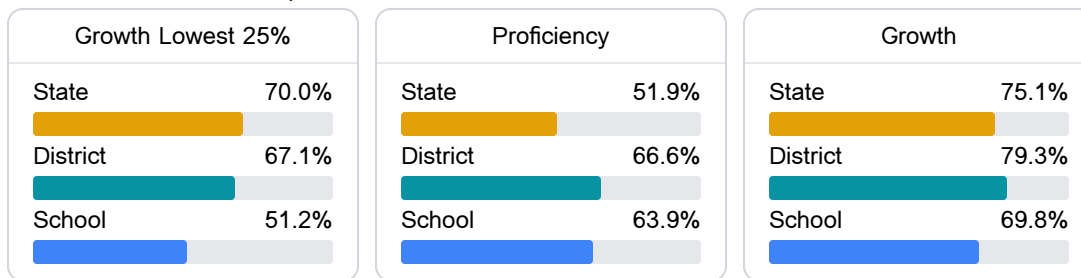 Growth Lowest 25%
State 70.0%
District 67.1%
School 51.2%
Proficiency
State 51.9%
District 66.6%
School 63.9%
Growth
State 75.1%
District 79.3%
School 69.8%